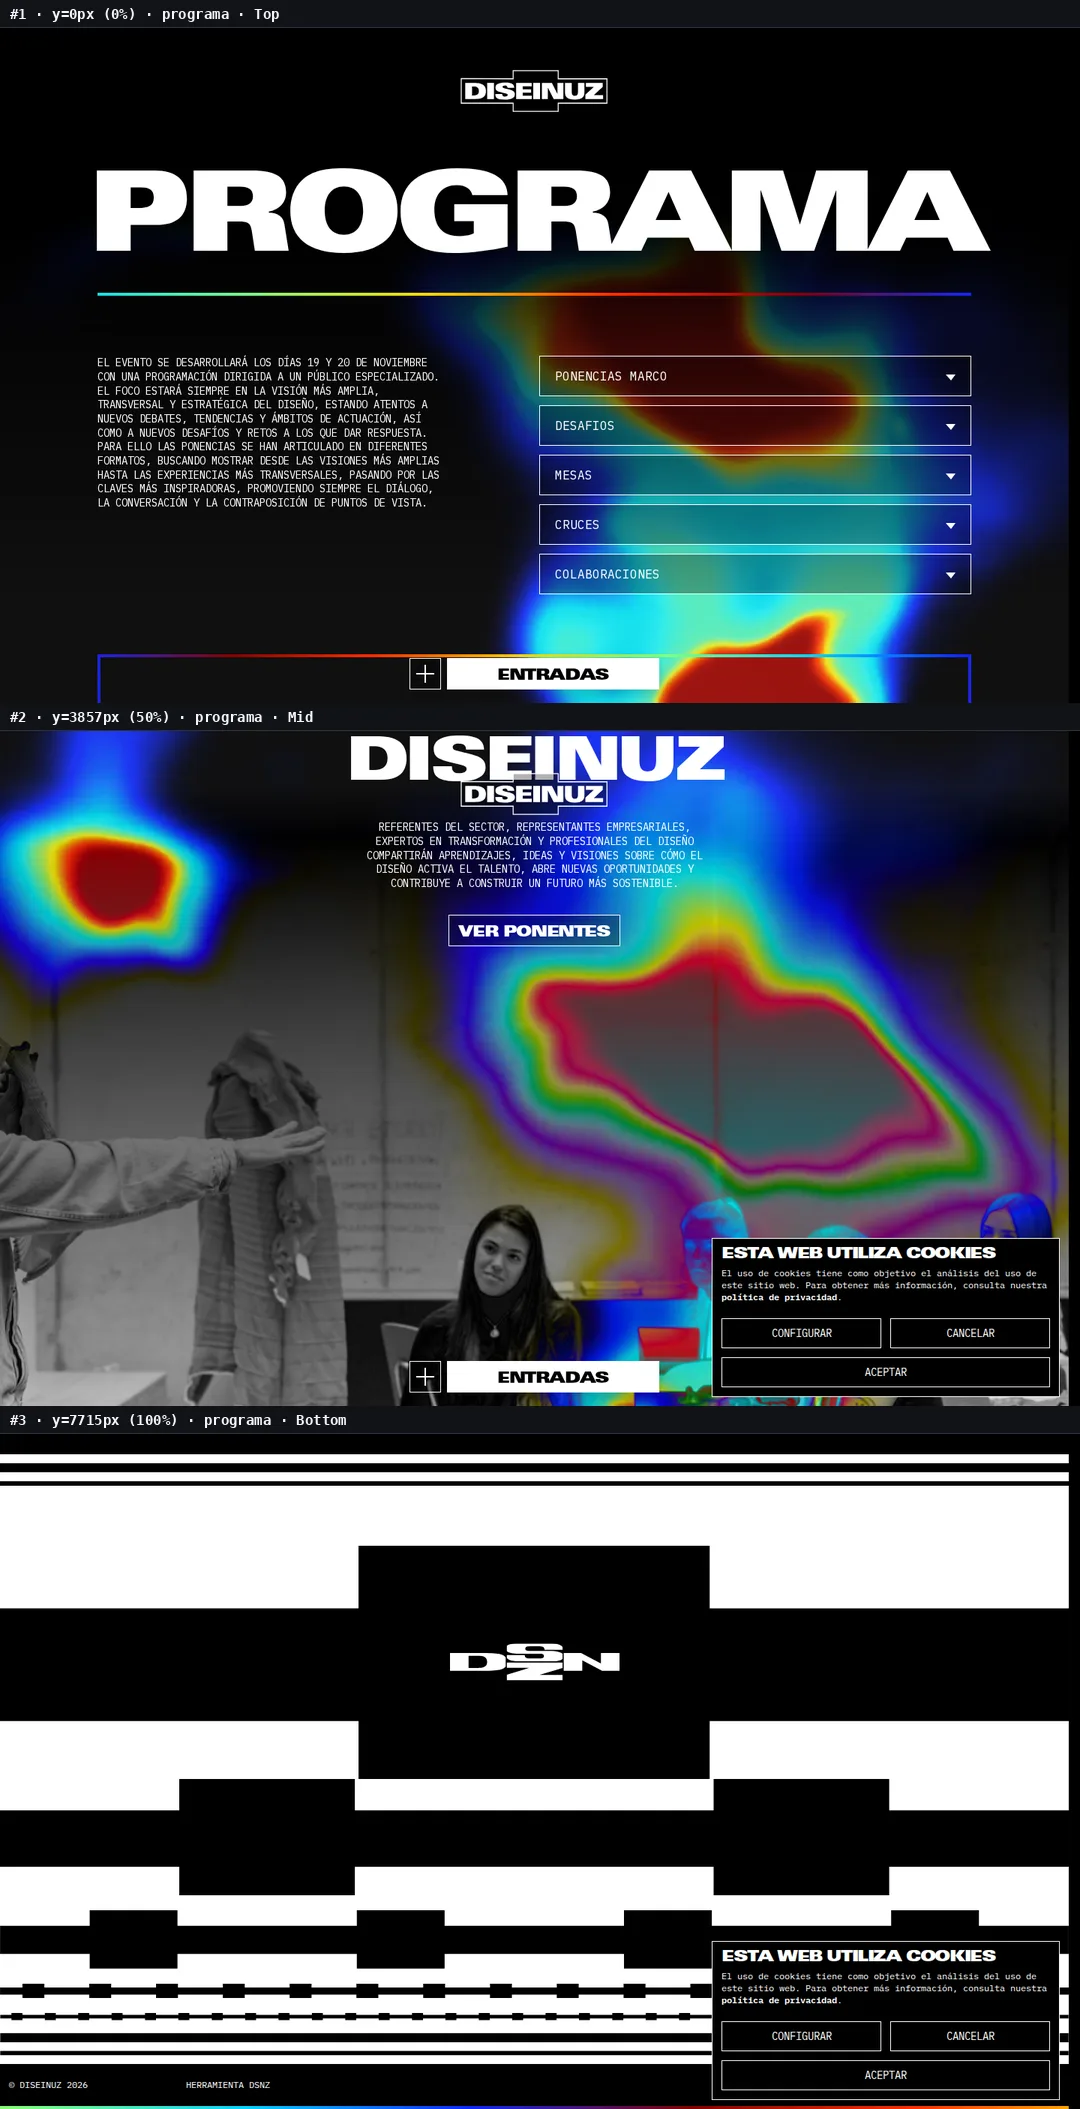 #1 · y=0px (0%) · programa · Top
DISEINUZ
PROGRAMA
EL EVENTO SE DESARROLLARÁ LOS DÍAS 19 Y 20 DE NOVIEMBRE
CON UNA PROGRAMACIÓN DIRIGIDA A UN PÚBLICO ESPECIALIZADO.
EL FOCO ESTARÁ SIEMPRE EN LA VISIÓN MÁS AMPLIA,
TRANSVERSAL Y ESTRATÉGICA DEL DISEÑO, ESTANDO ATENTOS A
NUEVOS DEBATES, TENDENCIAS Y ÁMBITOS DE ACTUACIÓN, ASÍ
COMO A NUEVOS DESAFÍOS Y RETOS A LOS QUE DAR RESPUESTA.
PARA ELLO LAS PONENCIAS SE HAN ARTICULADO EN DIFERENTES
FORMATOS, BUSCANDO MOSTRAR DESDE LAS VISIONES MÁS AMPLIAS
HASTA LAS EXPERIENCIAS MÁS TRANSVERSALES, PASANDO POR LAS
CLAVES MÁS INSPIRADORAS, PROMOVIENDO SIEMPRE EL DIÁLOGO,
LA CONVERSACIÓN Y LA CONTRAPOSICIÓN DE PUNTOS DE VISTA.
PONENCIAS MARCO
DESAFIOS
MESAS
CRUCES
COLABORACIONES
ENTRADAS
#2 · y=3857px (50%) · programa · Mid
DISEINUZ
DISEINUZ
REFERENTES DEL SECTOR, REPRESENTANTES EMPRESARIALES,
EXPERTOS EN TRANSFORMACIÓN Y PROFESIONALES DEL DISEÑO
COMPARTIRÁN APRENDIZAJES, IDEAS Y VISIONES SOBRE CÓMO EL
DISEÑO ACTIVA EL TALENTO, ABRE NUEVAS OPORTUNIDADES Y
CONTRIBUYE A CONSTRUIR UN FUTURO MÁS SOSTENIBLE.
VER PONENTES
ESTA WEB UTILIZA COOKIES
El uso de cookies tiene como objetivo el análisis del uso de
este sitio web. Para obtener más información, consulta nuestra
política de privacidad.
CONFIGURAR
CANCELAR
ACEPTAR
ENTRADAS
#3 · y=7715px (100%) · programa · Bottom
DSZN
ESTA WEB UTILIZA COOKIES
El uso de cookies tiene como objetivo el análisis del uso de
este sitio web. Para obtener más información, consulta nuestra
política de privacidad.
CONFIGURAR
CANCELAR
ACEPTAR
© DISEINUZ 2026
HERRAMIENTA DSNZ